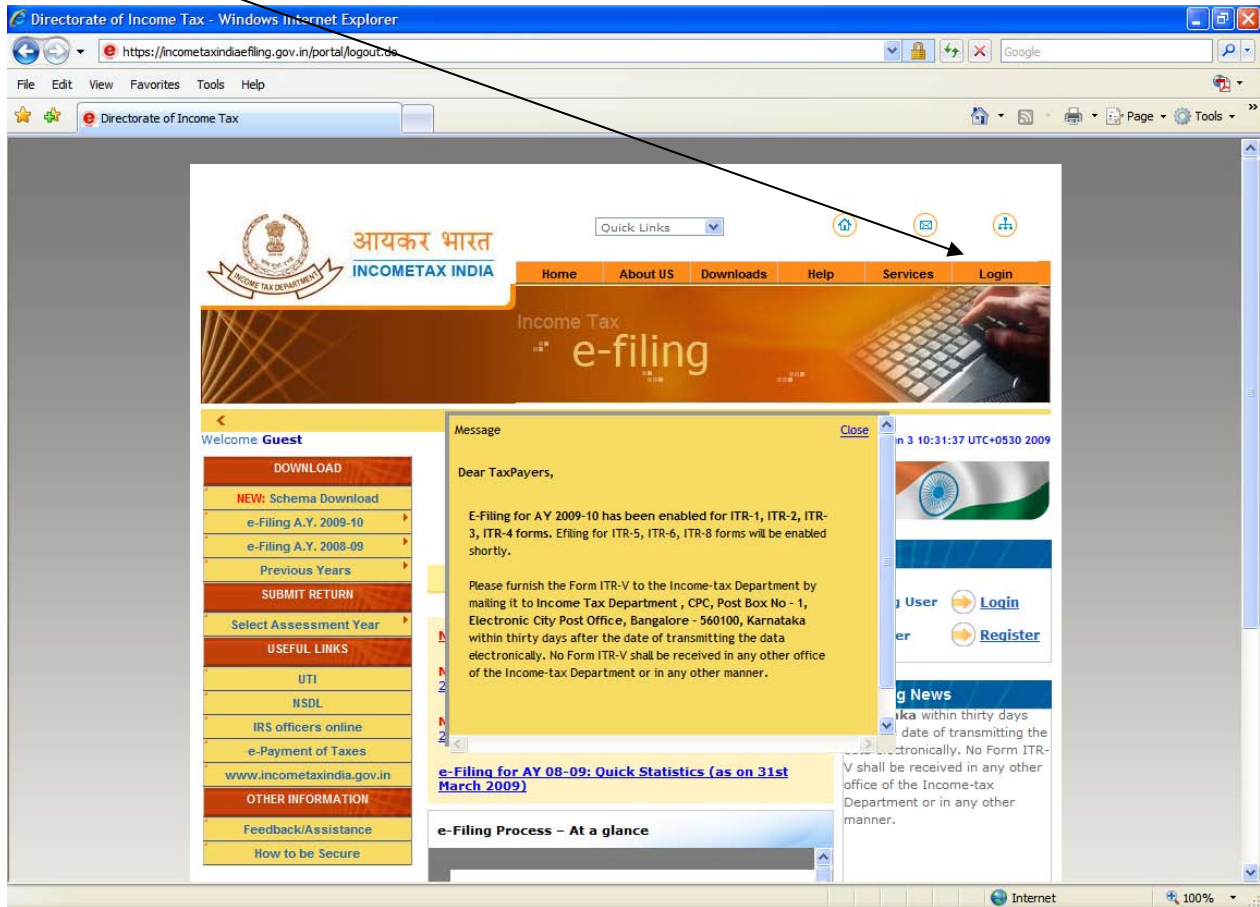 Directorate of Income Tax - Windows Internet Explorer
https://incometaxindiaefiling.gov.in/portal/logout.do
Google
File Edit View Favorites Tools Help
Directorate of Income Tax
Page Tools
Quick Links
आयकर भारत
INCOMETAX INDIA
INCOME TAX DEPARTMENT
Home About US Downloads Help Services Login
Income Tax
e-filing
Welcome Guest
3 10:31:37 UTC+0530 2009
Message Close
Dear TaxPayers,
E-Filing for AY 2009-10 has been enabled for ITR-1, ITR-2, ITR-
3, ITR-4 forms. Efiling for ITR-5, ITR-6, ITR-8 forms will be enabled
shortly.
Please furnish the Form ITR-V to the Income-tax Department by
mailing it to Income Tax Department , CPC, Post Box No - 1,
Electronic City Post Office, Bangalore - 560100, Karnataka
within thirty days after the date of transmitting the data
electronically. No Form ITR-V shall be received in any other office
of the Income-tax Department or in any other manner.
DOWNLOAD
NEW: Schema Download
e-Filing A.Y. 2009-10
e-Filing A.Y. 2008-09
Previous Years
SUBMIT RETURN
Select Assessment Year
USEFUL LINKS
UTI
NSDL
IRS officers online
e-Payment of Taxes
www.incometaxindia.gov.in
OTHER INFORMATION
Feedback/Assistance
How to be Secure
e-Filing for AY 08-09: Quick Statistics (as on 31st
March 2009)
e-Filing Process – At a glance
User Login
Register
News
within thirty days
date of transmitting the
No Form ITR-
V shall be received in any other
office of the Income-tax
Department or in any other
manner.
Internet 100%